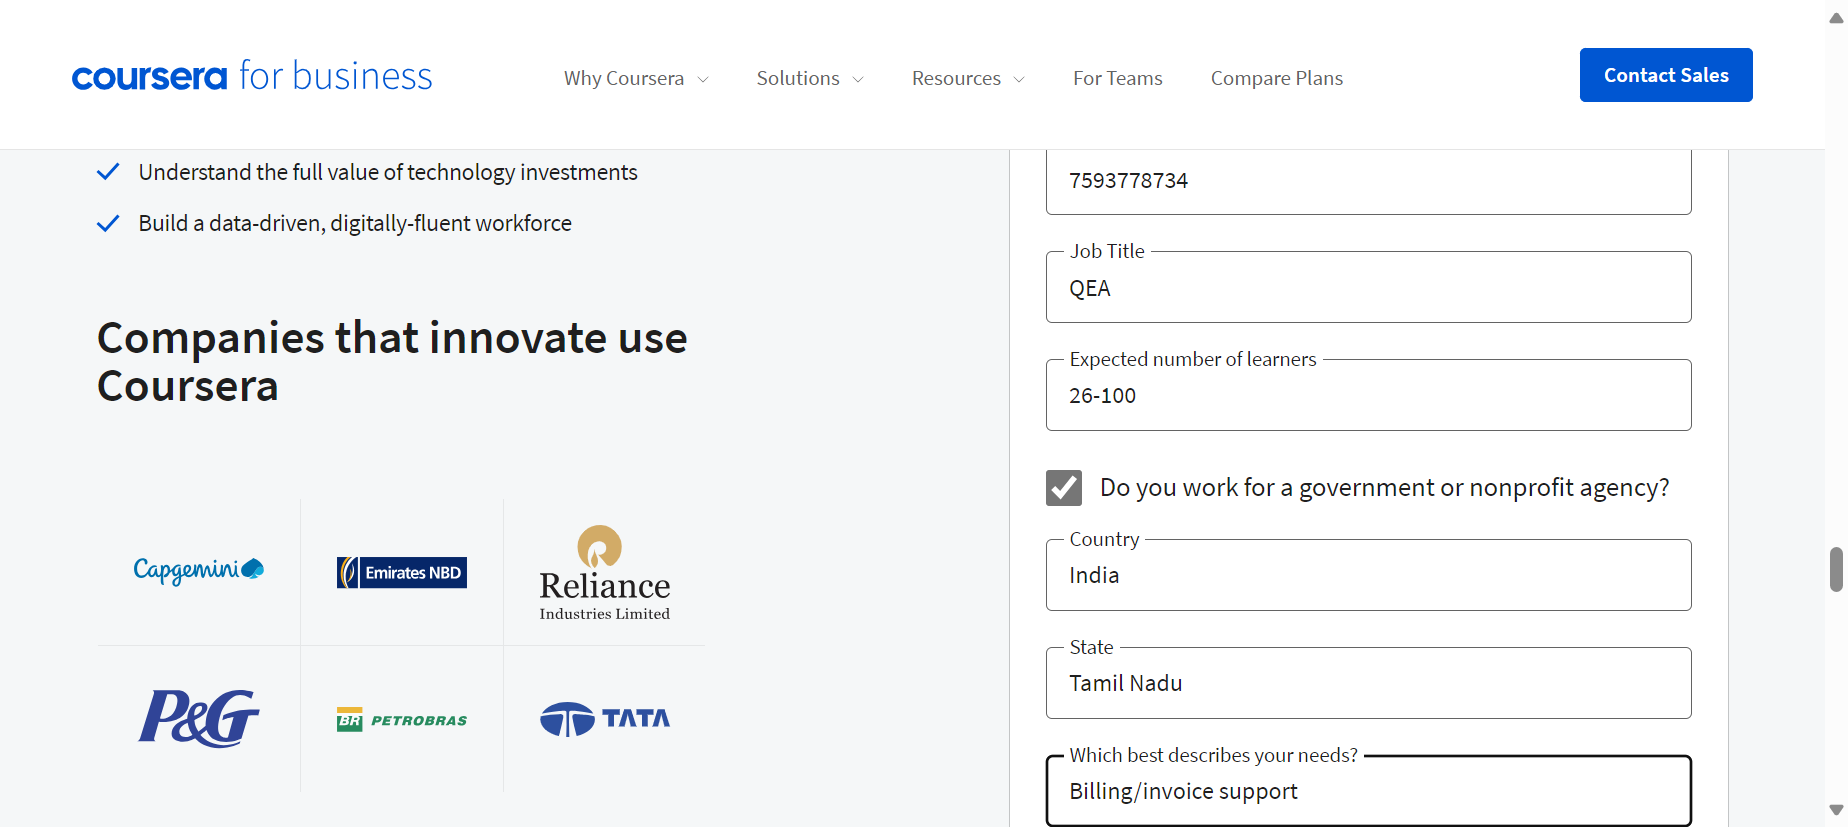 coursera for business
Why Coursera
Solutions
Resources
For Teams
Compare Plans
Contact Sales
Understand the full value of technology investments
Build a data-driven, digitally-fluent workforce
Companies that innovate use
Coursera
Capgemini
Emirates NBD
Reliance
Industries Limited
P&G
BR PETROBRAS
TATA
7593778734
Job Title
QEA
Expected number of learners
26-100
Do you work for a government or nonprofit agency?
Country
India
State
Tamil Nadu
Which best describes your needs?
Billing/invoice support